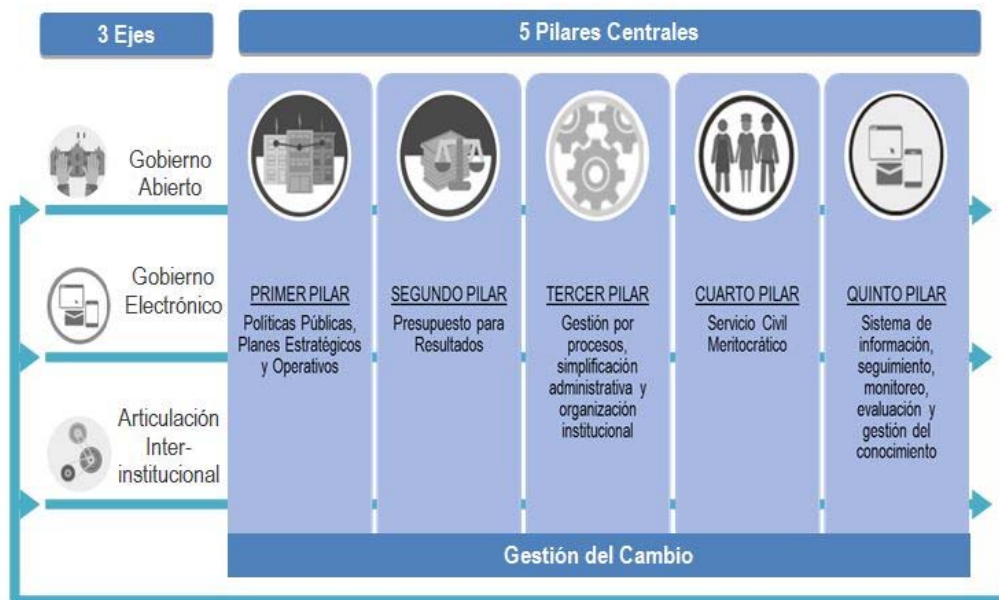 3 Ejes
5 Pilares Centrales
Gobierno
Abierto
Gobierno
Electrónico
Articulación
Inter-
institucional
PRIMER PILAR
Políticas Públicas,
Planes Estratégicos
y Operativos
SEGUNDO PILAR
Presupuesto para
Resultados
TERCER PILAR
Gestión por
procesos,
simplificación
administrativa y
organización
institucional
CUARTO PILAR
Servicio Civil
Meritocrático
QUINTO PILAR
Sistema de
información,
seguimiento,
monitoreo,
evaluación y
gestión del
conocimiento
Gestión del Cambio